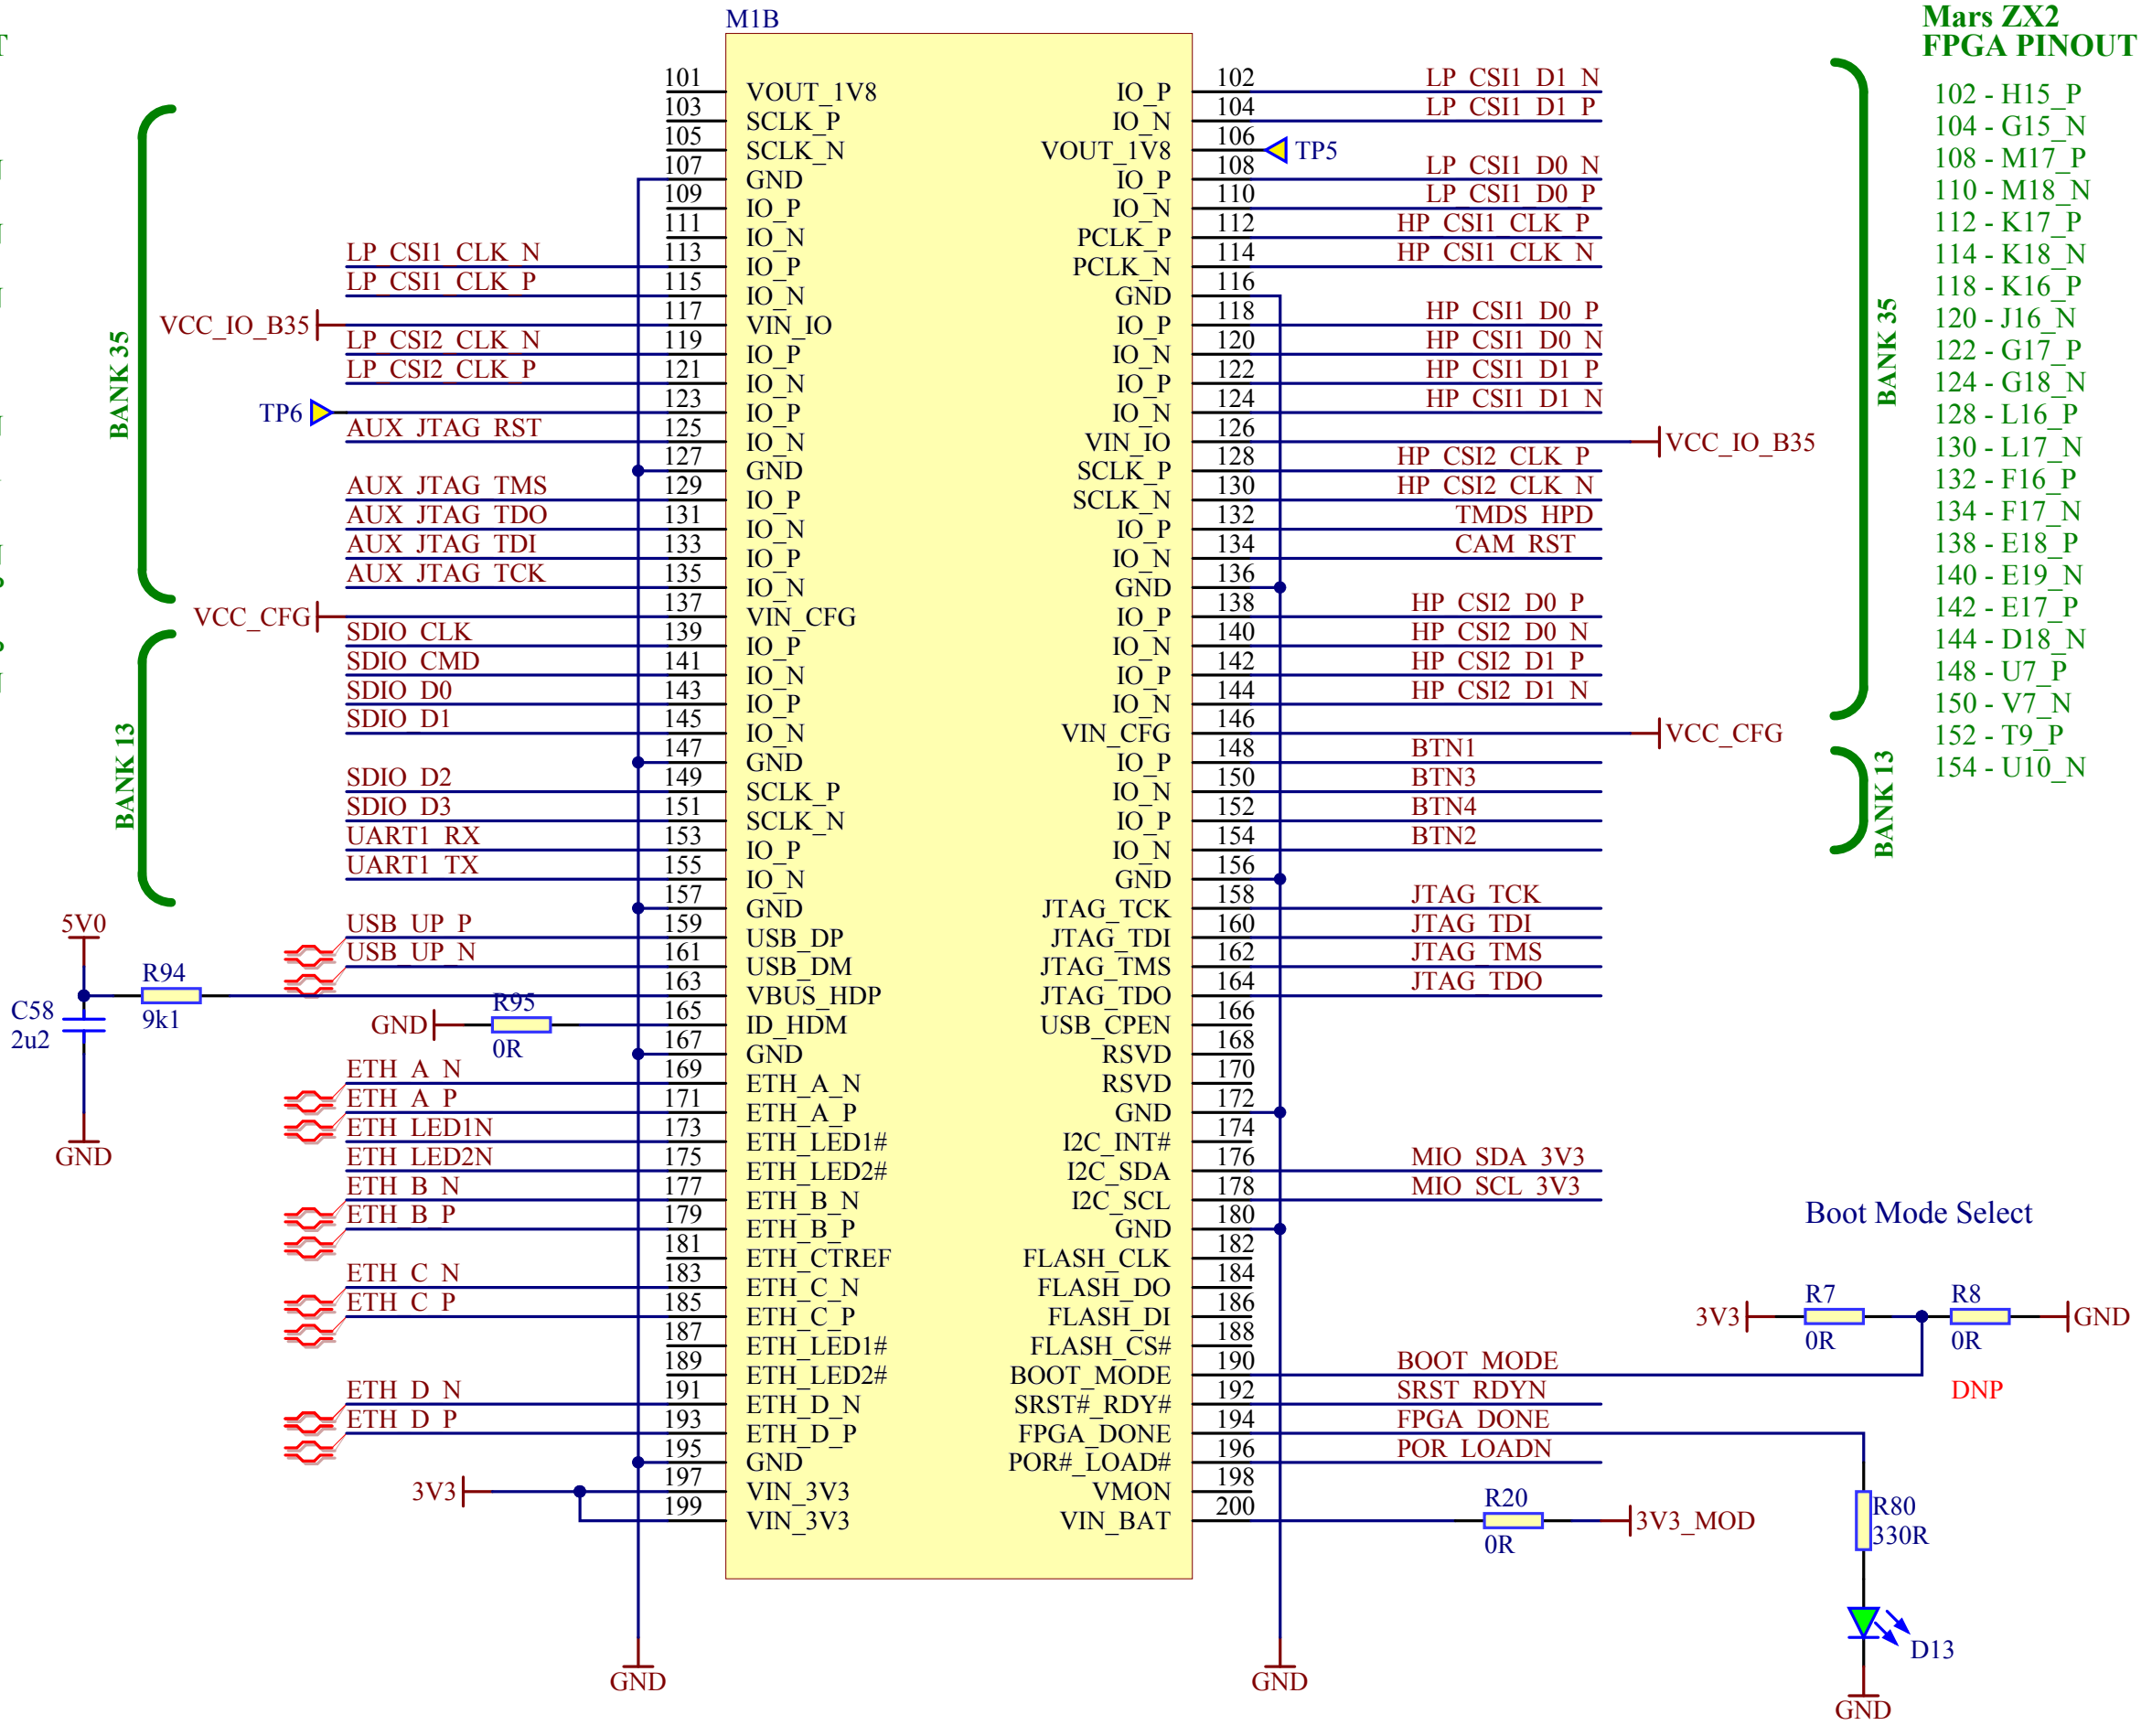 M1B
Mars ZX2
FPGA PINOUT
101 VOUT_1V8 IO_P 102 LP_CSI1_D1_N
103 SCLK_P IO_N 104 LP_CSI1_D1_P
105 SCLK_N VOUT_1V8 106 TP5
107 GND IO_P 108 LP_CSI1_D0_N
109 IO_P IO_N 110 LP_CSI1_D0_P
111 IO_N PCLK_P 112 HP_CSI1_CLK_P
LP_CSI1_CLK_N 113 IO_P PCLK_N 114 HP_CSI1_CLK_N
LP_CSI1_CLK_P 115 IO_N GND 116
VCC_IO_B35 117 VIN_IO IO_P 118 HP_CSI1_D0_P
LP_CSI2_CLK_N 119 IO_P IO_N 120 HP_CSI1_D0_N
LP_CSI2_CLK_P 121 IO_N IO_P 122 HP_CSI1_D1_P
TP6 123 IO_P IO_N 124 HP_CSI1_D1_N
AUX_JTAG_RST 125 IO_N VIN_IO 126 VCC_IO_B35
127 GND SCLK_P 128 HP_CSI2_CLK_P
AUX_JTAG_TMS 129 IO_P SCLK_N 130 HP_CSI2_CLK_N
AUX_JTAG_TDO 131 IO_N IO_P 132 TMDS_HPD
AUX_JTAG_TDI 133 IO_P IO_N 134 CAM_RST
AUX_JTAG_TCK 135 IO_N GND 136
VCC_CFG 137 VIN_CFG IO_P 138 HP_CSI2_D0_P
SDIO_CLK 139 IO_P IO_N 140 HP_CSI2_D0_N
SDIO_CMD 141 IO_N IO_P 142 HP_CSI2_D1_P
SDIO_D0 143 IO_P IO_N 144 HP_CSI2_D1_N
SDIO_D1 145 IO_N VIN_CFG 146 VCC_CFG
147 GND IO_P 148 BTN1
SDIO_D2 149 SCLK_P IO_N 150 BTN3
SDIO_D3 151 SCLK_N IO_P 152 BTN4
UART1_RX 153 IO_P IO_N 154 BTN2
UART1_TX 155 IO_N GND 156
157 GND JTAG_TCK 158 JTAG_TCK
USB_UP_P 159 USB_DP JTAG_TDI 160 JTAG_TDI
USB_UP_N 161 USB_DM JTAG_TMS 162 JTAG_TMS
163 VBUS_HDP JTAG_TDO 164 JTAG_TDO
165 ID_HDM USB_CPEN 166
167 GND RSVD 168
ETH_A_N 169 ETH_A_N RSVD 170
ETH_A_P 171 ETH_A_P GND 172
ETH_LED1N 173 ETH_LED1# I2C_INT# 174
ETH_LED2N 175 ETH_LED2# I2C_SDA 176 MIO_SDA_3V3
ETH_B_N 177 ETH_B_N I2C_SCL 178 MIO_SCL_3V3
ETH_B_P 179 ETH_B_P GND 180
181 ETH_CTREF FLASH_CLK 182
ETH_C_N 183 ETH_C_N FLASH_DO 184
ETH_C_P 185 ETH_C_P FLASH_DI 186
187 ETH_LED1# FLASH_CS# 188
189 ETH_LED2# BOOT_MODE 190 BOOT_MODE
ETH_D_N 191 ETH_D_N SRST#_RDY# 192 SRST_RDYN
ETH_D_P 193 ETH_D_P FPGA_DONE 194 FPGA_DONE
195 GND POR#_LOAD# 196 POR_LOADN
3V3 197 VIN_3V3 VMON 198
199 VIN_3V3 VIN_BAT 200
R20
0R
3V3_MOD
GND
GND
BANK 35
BANK 13
5V0
R94
9k1
C58
2u2
GND
GND
R95
0R
BANK 35
BANK 13
102 - H15_P
104 - G15_N
108 - M17_P
110 - M18_N
112 - K17_P
114 - K18_N
118 - K16_P
120 - J16_N
122 - G17_P
124 - G18_N
128 - L16_P
130 - L17_N
132 - F16_P
134 - F17_N
138 - E18_P
140 - E19_N
142 - E17_P
144 - D18_N
148 - U7_P
150 - V7_N
152 - T9_P
154 - U10_N
Boot Mode Select
3V3
R7
0R
R8
0R
GND
DNP
R80
330R
D13
GND